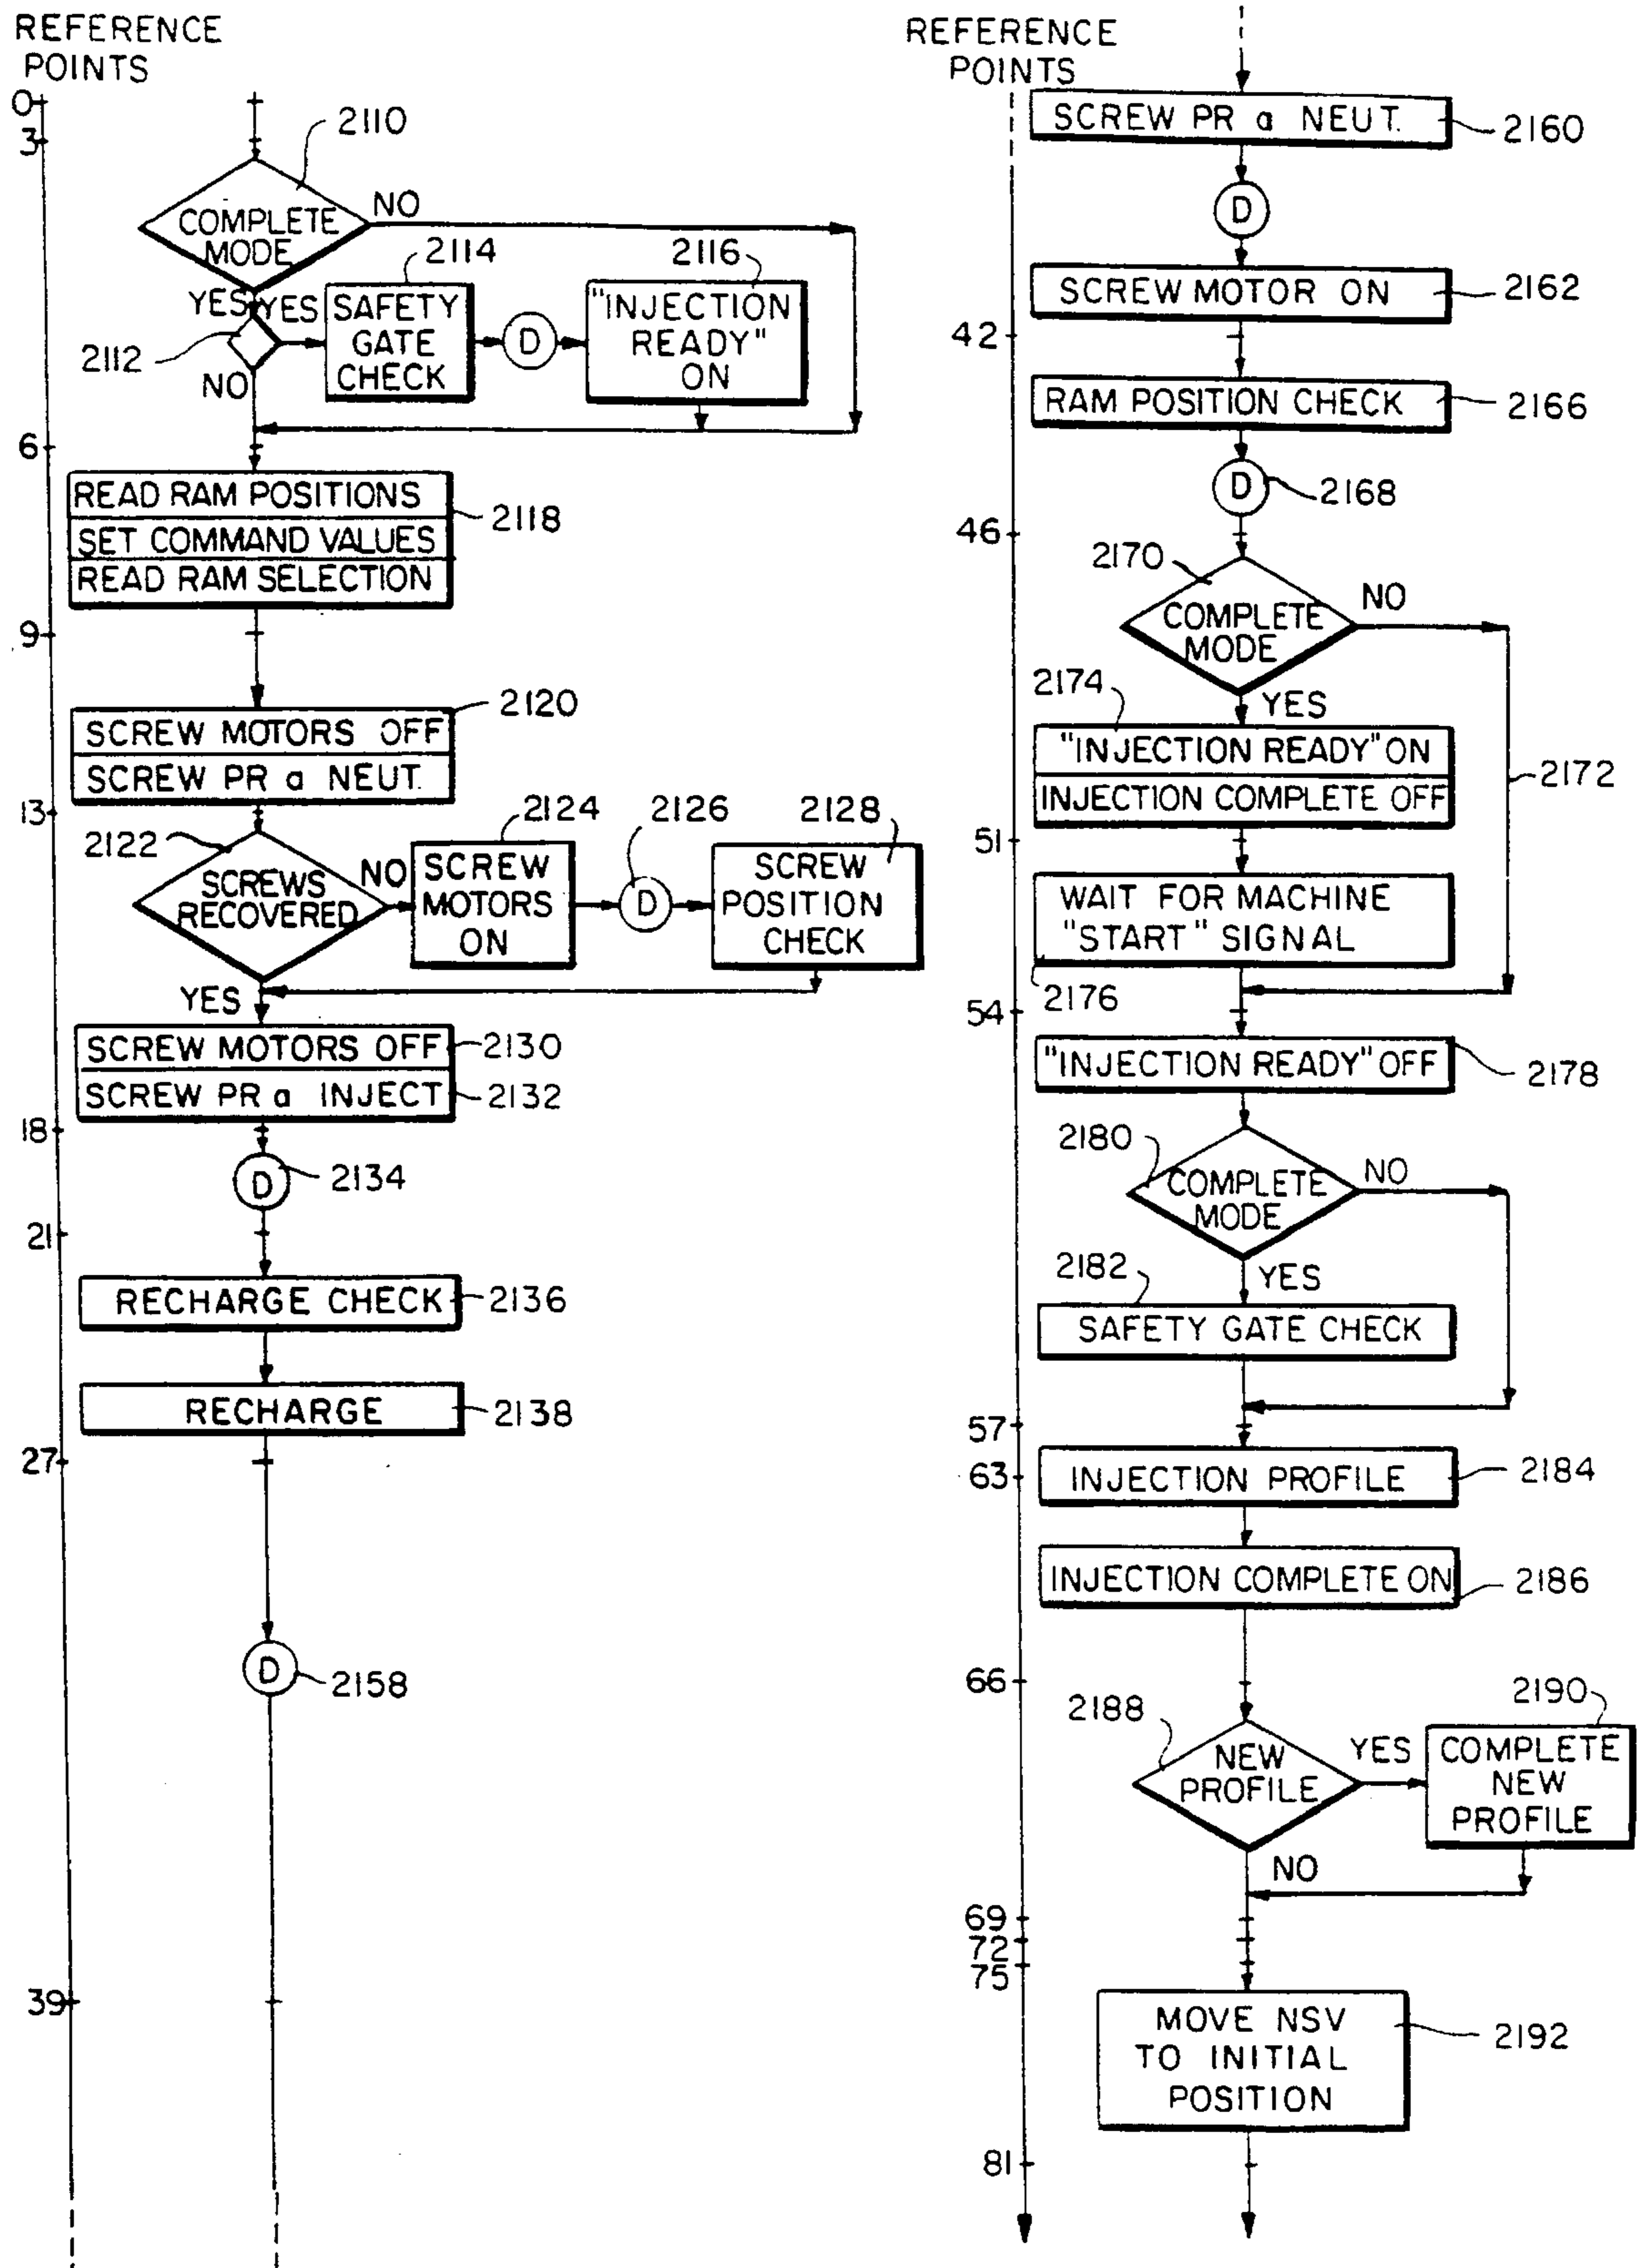 REFERENCE
POINTS
0
3
2110
COMPLETE
MODE
NO
YES
YES
2112
NO
2114
SAFETY
GATE
CHECK
D
2116
"INJECTION
READY"
ON
6
READ RAM POSITIONS
SET COMMAND VALUES
READ RAM SELECTION
2118
9
2120
SCREW MOTORS OFF
SCREW PR a NEUT.
13
2122
SCREWS
RECOVERED
NO
2124
SCREW
MOTORS
ON
2126
D
2128
SCREW
POSITION
CHECK
YES
SCREW MOTORS OFF
2130
SCREW PR a INJECT
2132
18
D
2134
21
RECHARGE CHECK
2136
RECHARGE
2138
27
D
2158
39
REFERENCE
POINTS
SCREW PR a NEUT.
2160
D
SCREW MOTOR ON
2162
42
RAM POSITION CHECK
2166
D
2168
46
2170
COMPLETE
MODE
NO
2174
YES
"INJECTION READY" ON
INJECTION COMPLETE OFF
2172
51
WAIT FOR MACHINE
"START" SIGNAL
2176
54
"INJECTION READY" OFF
2178
2180
COMPLETE
MODE
NO
2182
YES
SAFETY GATE CHECK
57
63
INJECTION PROFILE
2184
INJECTION COMPLETE ON
2186
66
2188
NEW
PROFILE
YES
2190
COMPLETE
NEW
PROFILE
NO
69
72
75
MOVE NSV
TO INITIAL
POSITION
2192
81